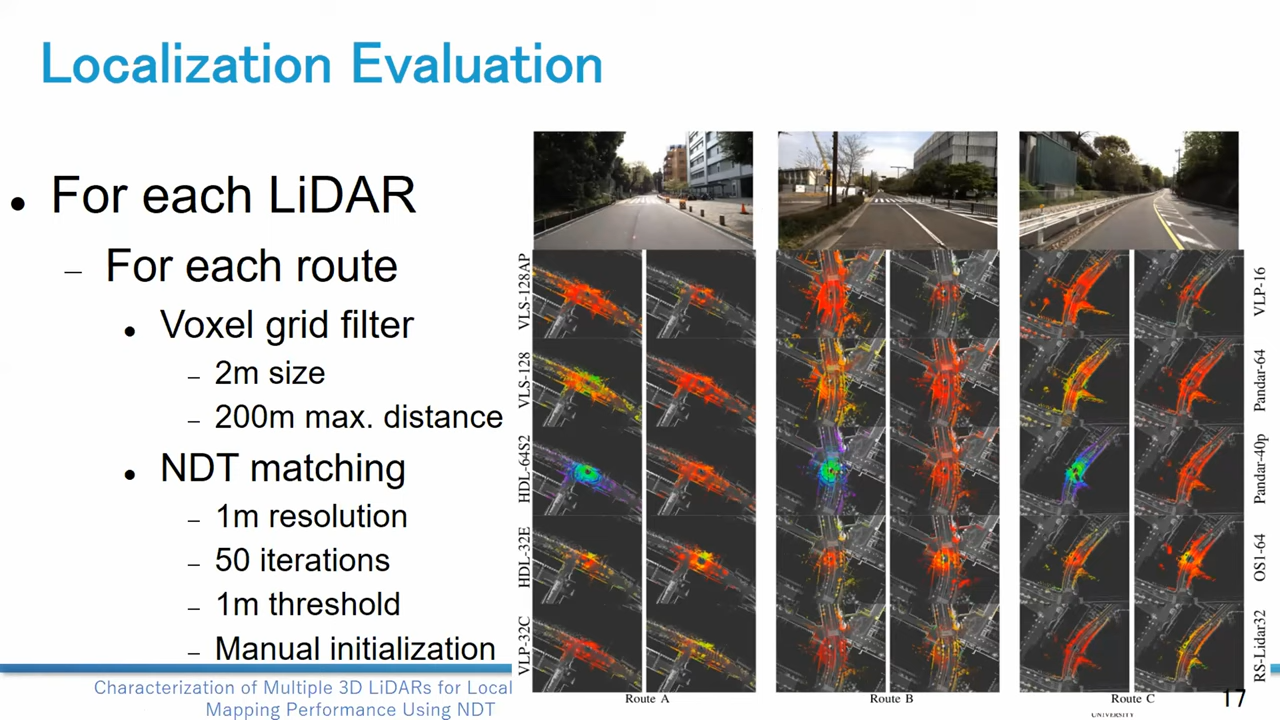 Localization Evaluation
● For each LiDAR
– For each route
● Voxel grid filter
– 2m size
– 200m max. distance
● NDT matching
– 1m resolution
– 50 iterations
– 1m threshold
– Manual initialization
VLS-128AP
VLS-128
HDL-64S2
HDL-32E
VLP-32C
VLP-16
Pandar-64
Pandar-40p
OS1-64
RS-Lidar32
Route A
Route B
Route C
Characterization of Multiple 3D LiDARs for Local
Mapping Performance Using NDT
UNIVERSITY
17